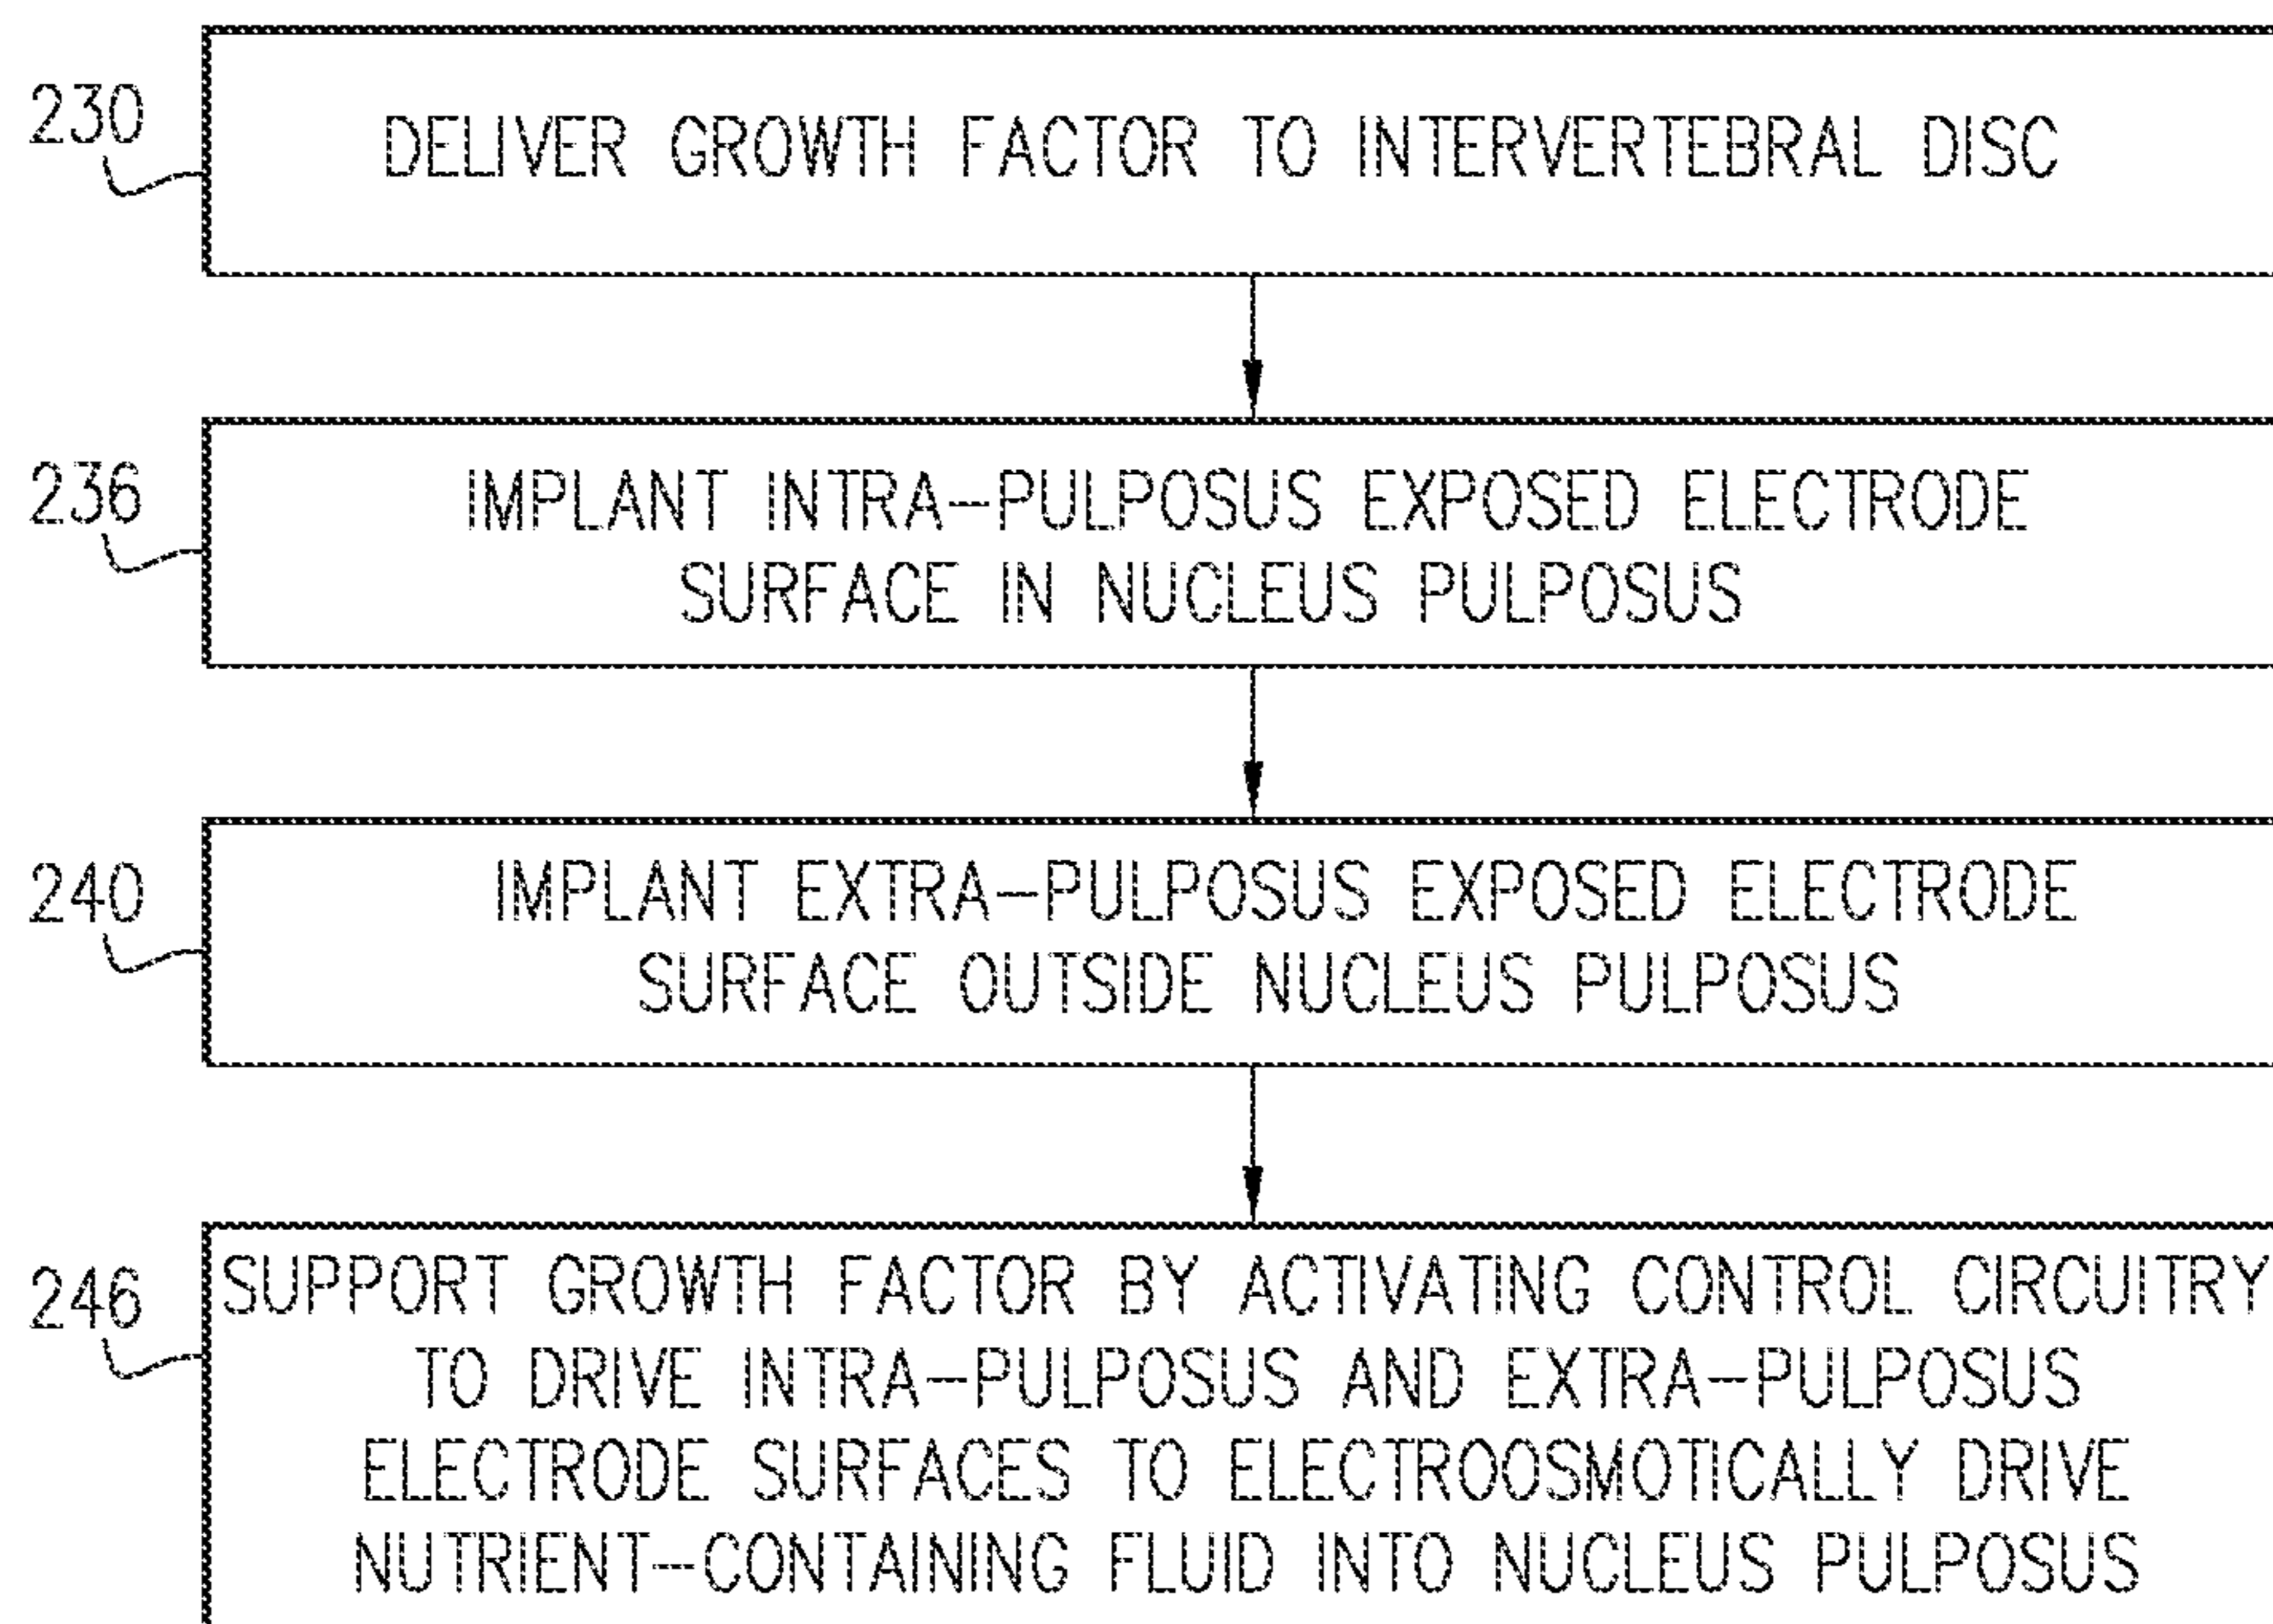 230
DELIVER GROWTH FACTOR TO INTERVERTEBRAL DISC
236
IMPLANT INTRA-PULPOSUS EXPOSED ELECTRODE
SURFACE IN NUCLEUS PULPOSUS
240
IMPLANT EXTRA-PULPOSUS EXPOSED ELECTRODE
SURFACE OUTSIDE NUCLEUS PULPOSUS
246
SUPPORT GROWTH FACTOR BY ACTIVATING CONTROL CIRCUITRY
TO DRIVE INTRA-PULPOSUS AND EXTRA-PULPOSUS
ELECTRODE SURFACES TO ELECTROOSMOTICALLY DRIVE
NUTRIENT-CONTAINING FLUID INTO NUCLEUS PULPOSUS